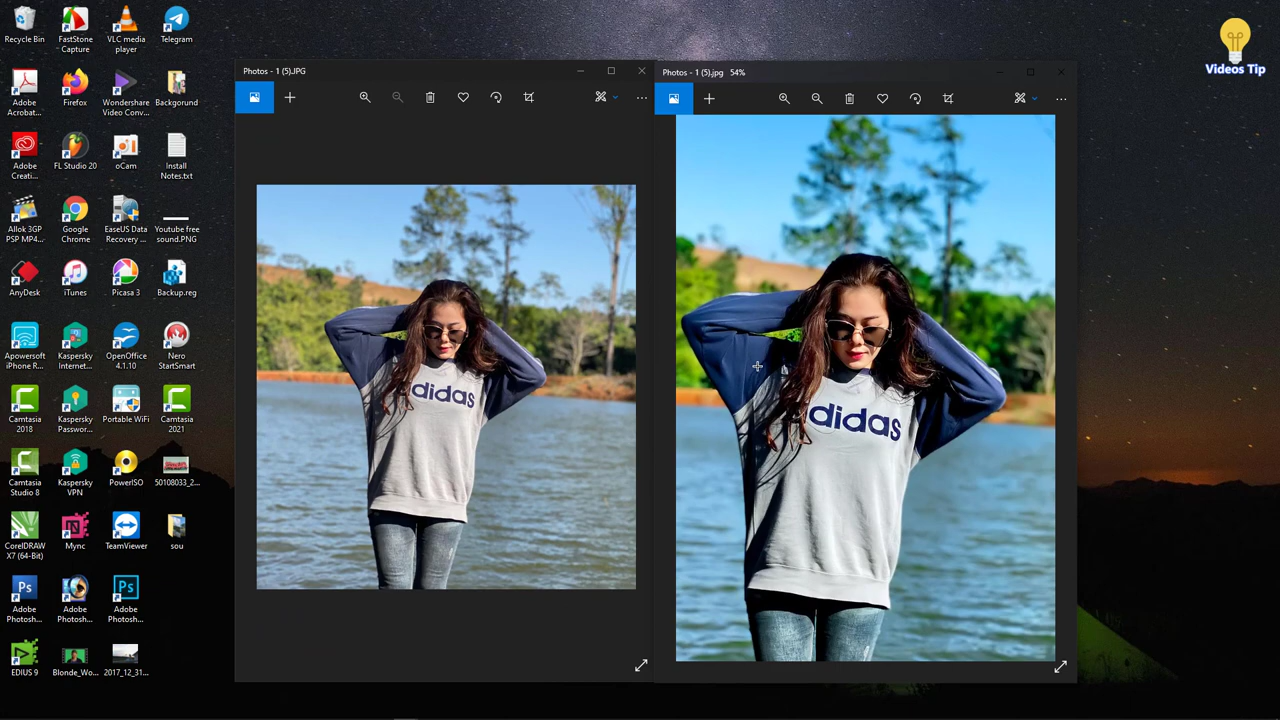 Recycle Bin
FastStone
Capture
VLC media
player
Telegram
Adobe
Acrobat...
Firefox
Wondershare
Video Conv...
Backgorund
Adobe
Creati...
FL Studio 20
oCam
Install
Notes.txt
Allok 3GP
PSP MP4...
Google
Chrome
EaseUS Data
Recovery ...
Youtube free
sound.PNG
AnyDesk
iTunes
Picasa 3
Backup.reg
Apowersoft
iPhone R...
Kaspersky
Internet...
OpenOffice
4.1.10
Nero
StartSmart
Camtasia
2018
Kaspersky
Passwor...
Portable WiFi
Camtasia
2021
Camtasia
Studio 8
Kaspersky
VPN
PowerISO
50108033_2...
CorelDRAW
X7 (64-Bit)
Mync
TeamViewer
sou
Adobe
Photosh...
Adobe
Photosh...
Adobe
Photosh...
EDIUS 9
Blonde_Wo...
2017_12_31...
Photos - 1 (5).JPG
adidas
Photos - 1 (5).jpg 54%
adidas
Videos Tip